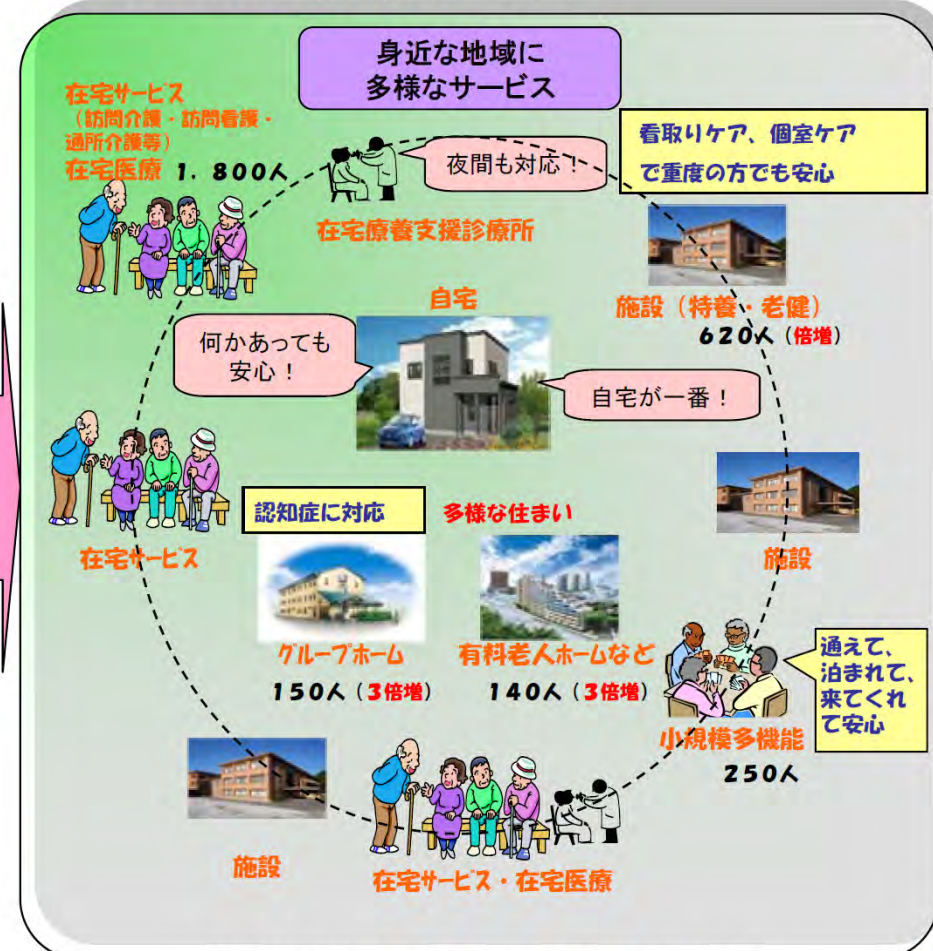 身近な地域に
多様なサービス
在宅サービス
（訪問介護・訪問看護・
通所介護等）
在宅医療 1，800人
夜間も対応！
在宅療養支援診療所
看取りケア、個室ケア
で重度の方でも安心
施設（特養・老健）
620人（倍増）
自宅
何かあっても
安心！
自宅が一番！
在宅サービス
認知症に対応
多様な住まい
施設
グループホーム
150人（3倍増）
有料老人ホームなど
140人（3倍増）
通えて、
泊まれて、
来てくれ
て安心
小規模多機能
250人
施設
在宅サービス・在宅医療